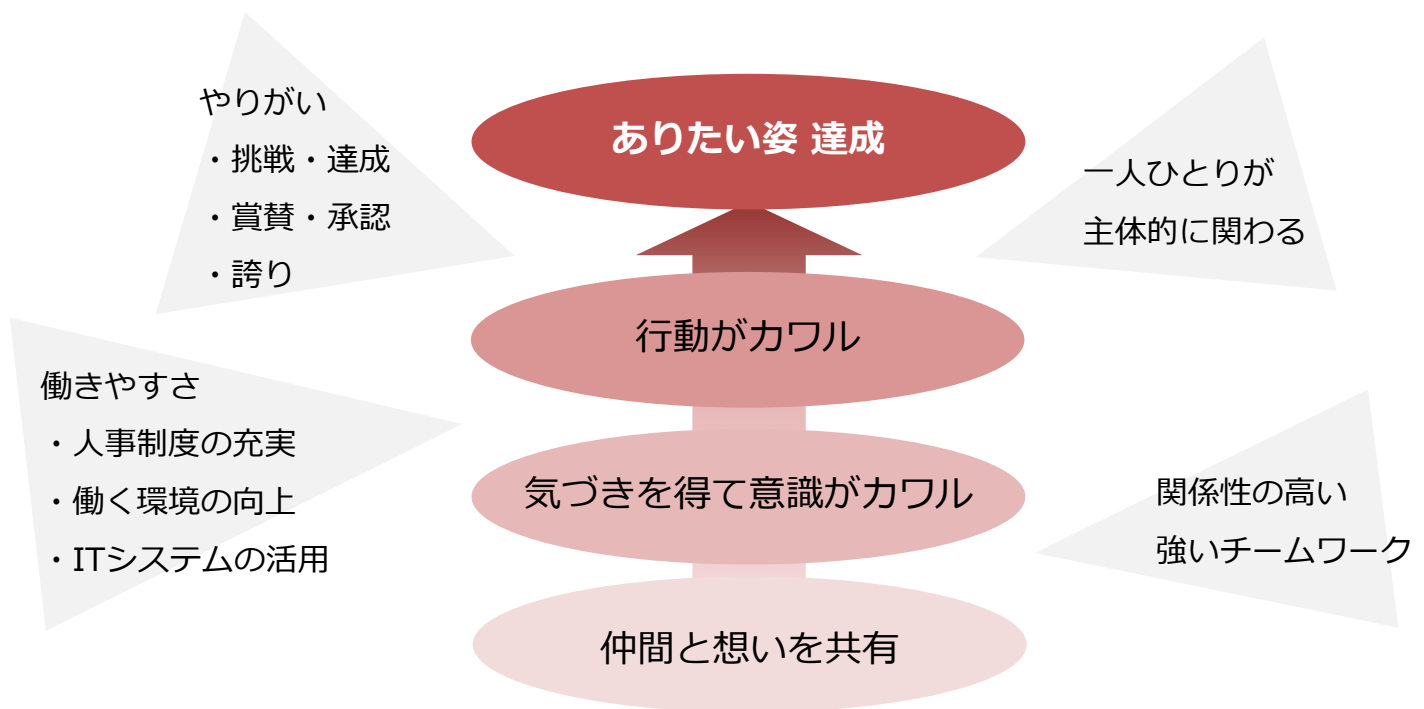 やりがい
・挑戦・達成
・賞賛・承認
・誇り
働きやすさ
・人事制度の充実
・働く環境の向上
・ITシステムの活用
ありたい姿 達成
行動がカワル
気づきを得て意識がカワル
仲間と想いを共有
一人ひとりが
主体的に関わる
関係性の高い
強いチームワーク